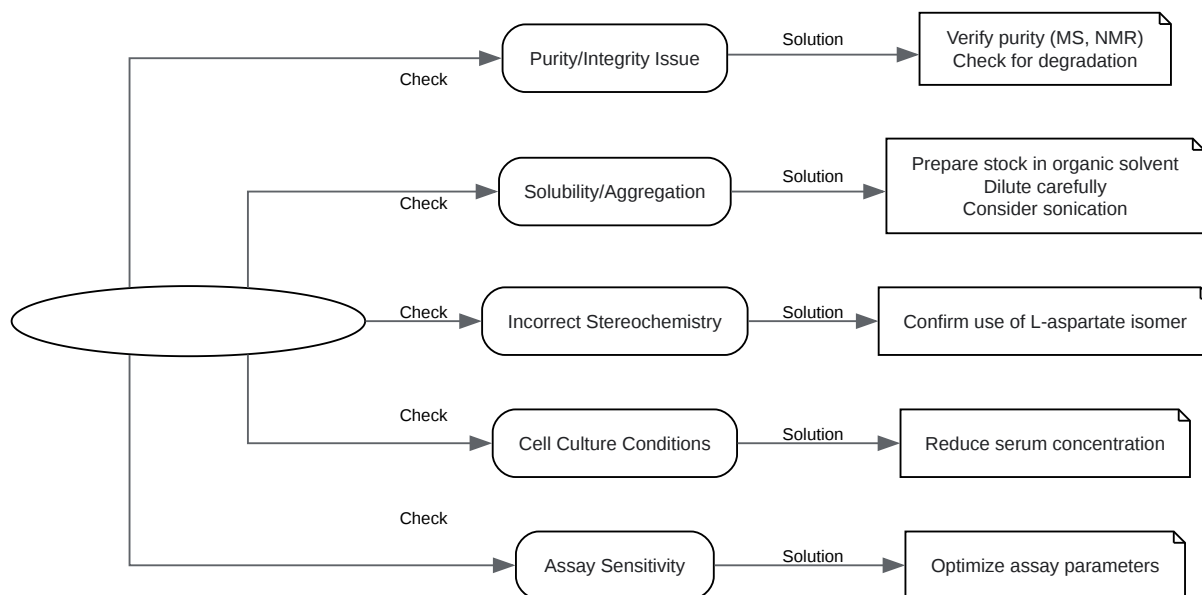 Check
Purity/Integrity Issue
Solution
Verify purity (MS, NMR)
Check for degradation
Check
Solubility/Aggregation
Solution
Prepare stock in organic solvent
Dilute carefully
Consider sonication
Check
Incorrect Stereochemistry
Solution
Confirm use of L-aspartate isomer
Check
Cell Culture Conditions
Solution
Reduce serum concentration
Check
Assay Sensitivity
Solution
Optimize assay parameters